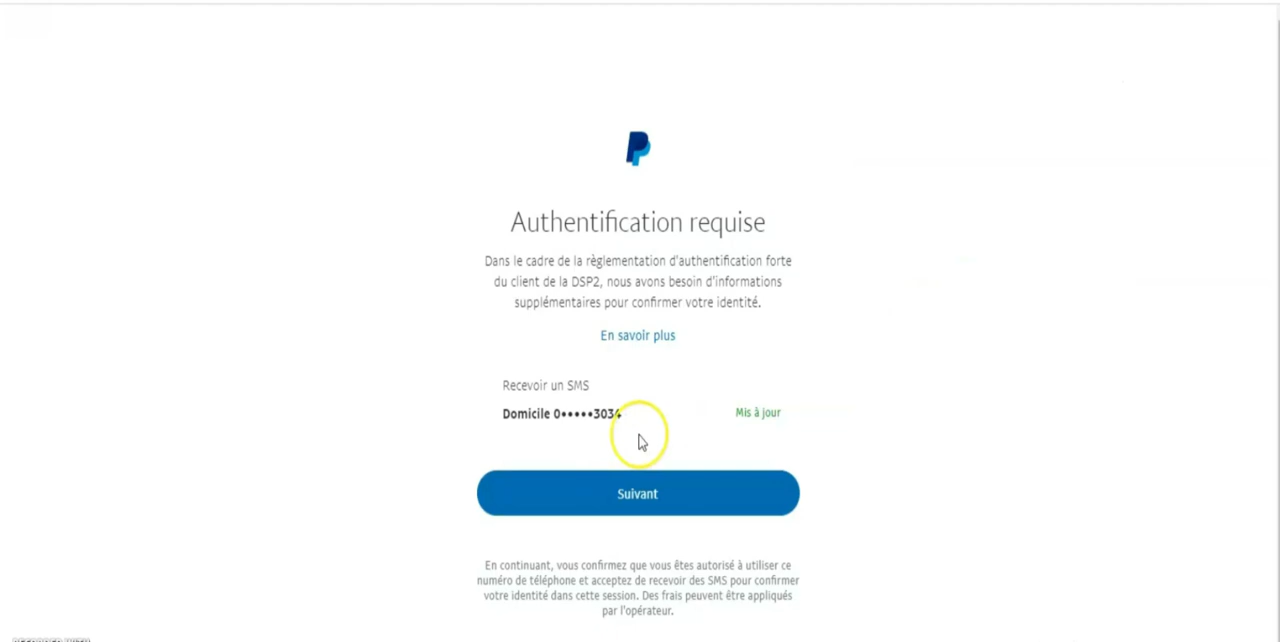 Authentification requise
Dans le cadre de la règlementation d'authentification forte
du client de la DSP2, nous avons besoin d'informations
supplémentaires pour confirmer votre identité.
En savoir plus
Recevoir un SMS
Domicile 0•••••3034
Mis à jour
Suivant
En continuant, vous confirmez que vous êtes autorisé à utiliser ce
numéro de téléphone et acceptez de recevoir des SMS pour confirmer
votre identité dans cette session. Des frais peuvent être appliqués
par l'opérateur.